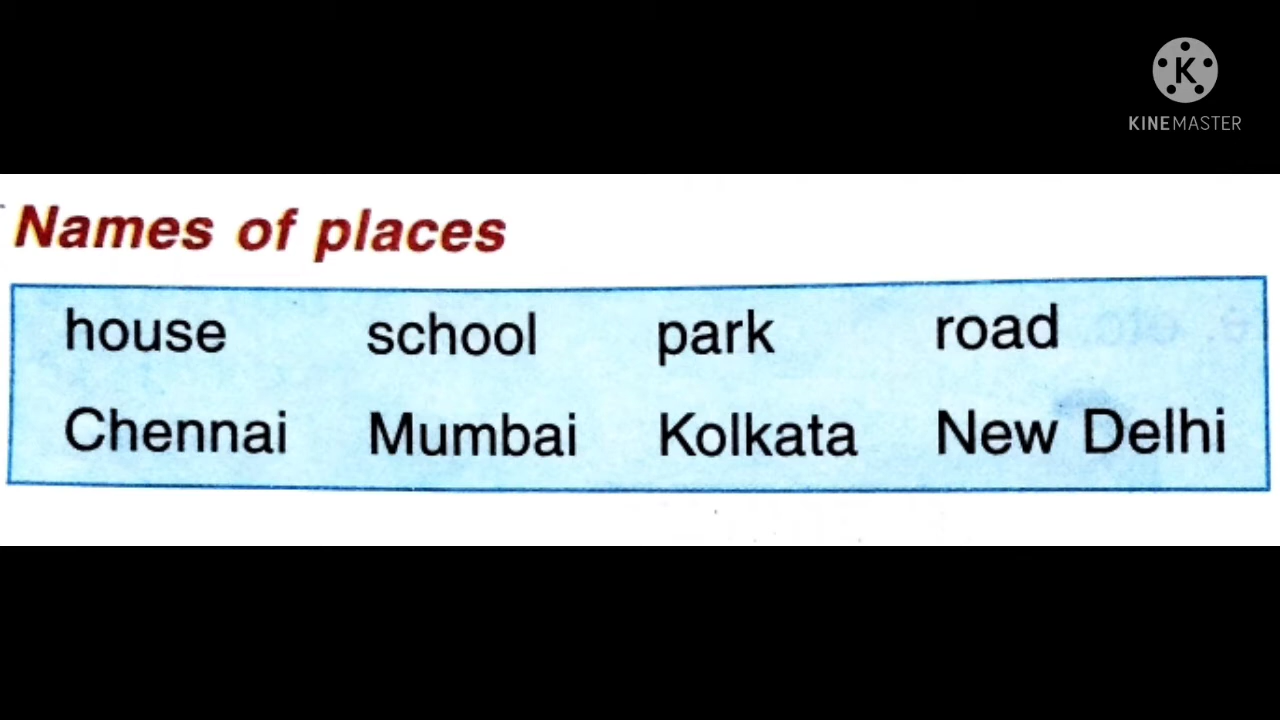 KINEMASTER
Names of places
house school park road
Chennai Mumbai Kolkata New Delhi